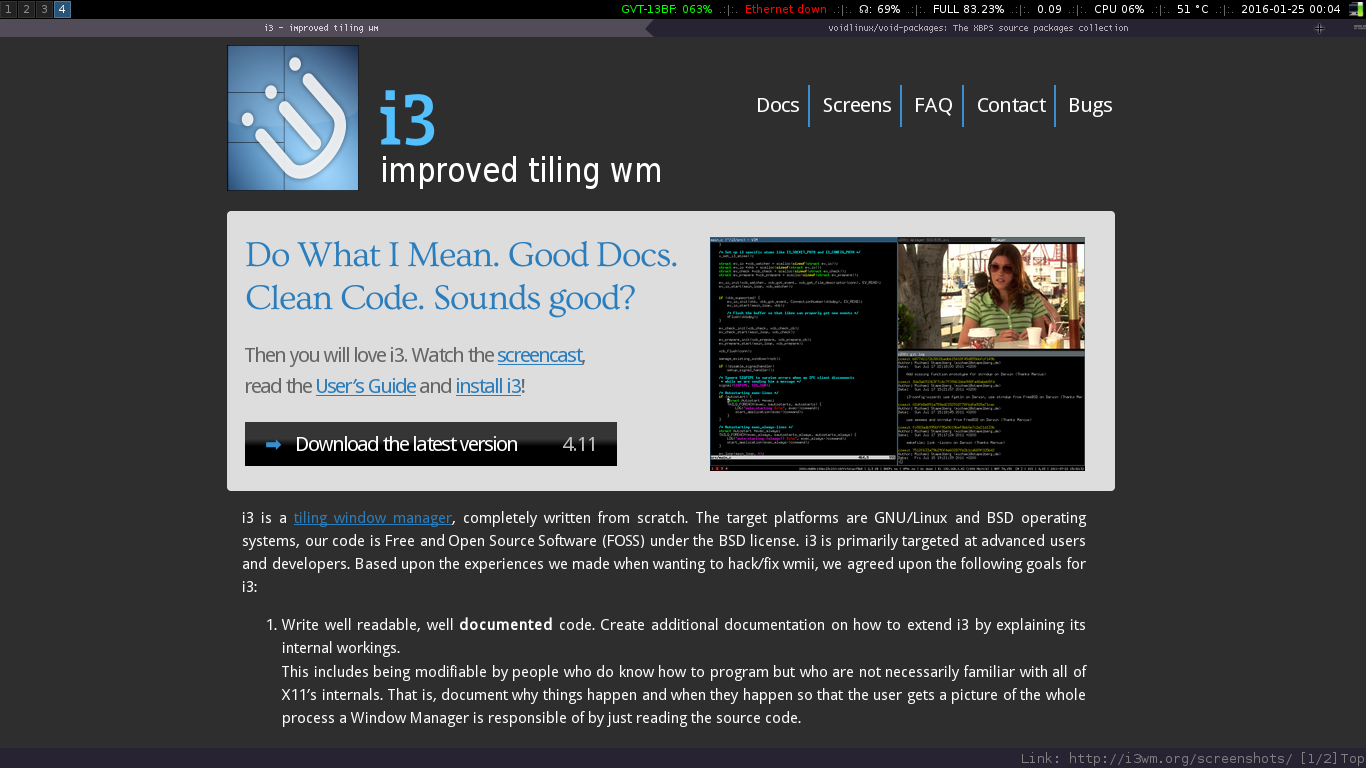 1 2 3 4 GVT-13BF: 063% .:|:. Ethernet down .:|:. ☊: 69% .:|:. FULL 83.23% .:|:. 0.09 .:|:. CPU 06% .:|:. 51 °C .:|:. 2016-01-25 00:04
i3 - improved tiling wm voidlinux/void-packages: The XBPS source packages collection
i3
improved tiling wm
Docs Screens FAQ Contact Bugs
Do What I Mean. Good Docs.
Clean Code. Sounds good?
Then you will love i3. Watch the screencast,
read the User’s Guide and install i3!
Download the latest version 4.11
i3 is a tiling window manager, completely written from scratch. The target platforms are GNU/Linux and BSD operating
systems, our code is Free and Open Source Software (FOSS) under the BSD license. i3 is primarily targeted at advanced users
and developers. Based upon the experiences we made when wanting to hack/fix wmii, we agreed upon the following goals for
i3:
1. Write well readable, well documented code. Create additional documentation on how to extend i3 by explaining its
internal workings.
This includes being modifiable by people who do know how to program but who are not necessarily familiar with all of
X11’s internals. That is, document why things happen and when they happen so that the user gets a picture of the whole
process a Window Manager is responsible of by just reading the source code.
Link: http://i3wm.org/screenshots/ [1/2]Top